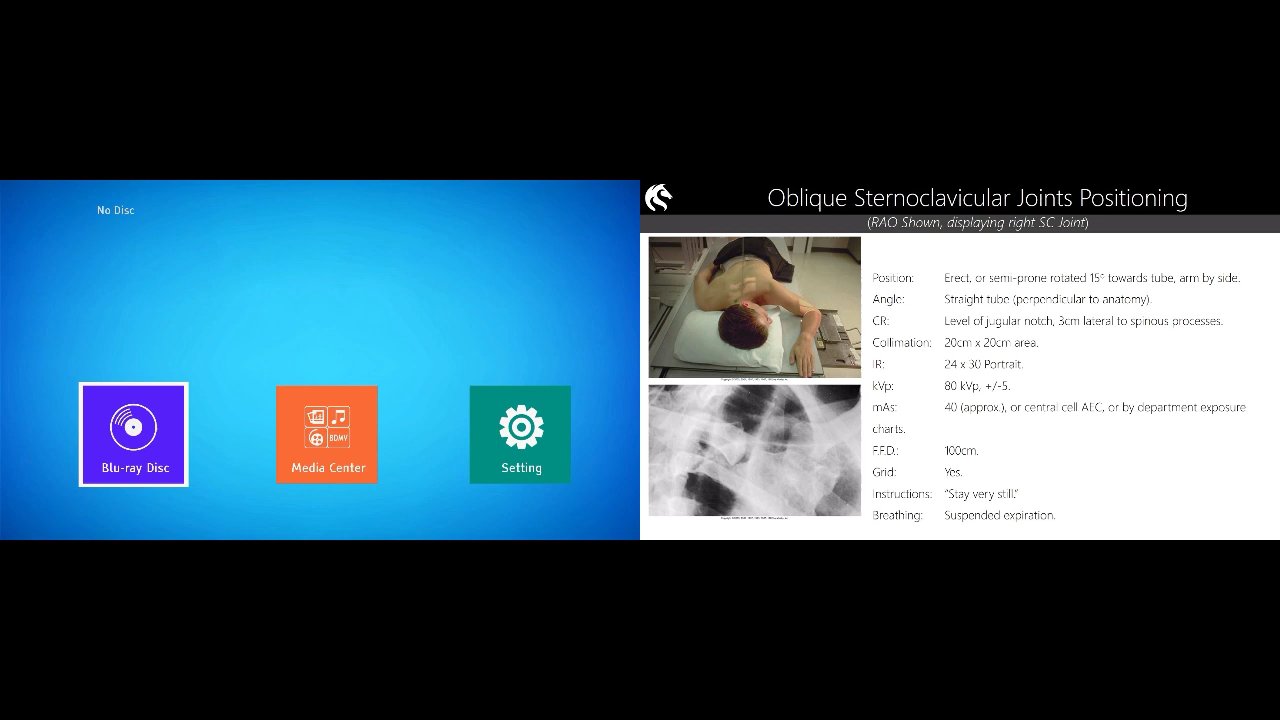 No Disc
Blu-ray Disc
BDMV
Media Center
Setting
Oblique Sternoclavicular Joints Positioning
(RAO Shown, displaying right SC Joint)
Position: Erect, or semi-prone rotated 15º towards tube, arm by side.
Angle: Straight tube (perpendicular to anatomy).
CR: Level of jugular notch, 3cm lateral to spinous processes.
Collimation: 20cm x 20cm area.
IR: 24 x 30 Portrait.
kVp: 80 kVp, +/-5.
mAs: 40 (approx.), or central cell AEC, or by department exposure
charts.
F.F.D.: 100cm.
Grid: Yes.
Instructions: “Stay very still.”
Breathing: Suspended expiration.